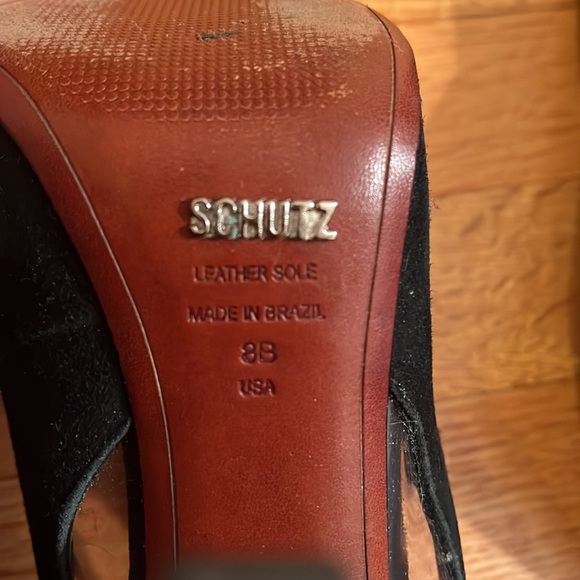 SCHUTZ
LEATHER SOLE
MADE IN BRAZIL
8B
USA